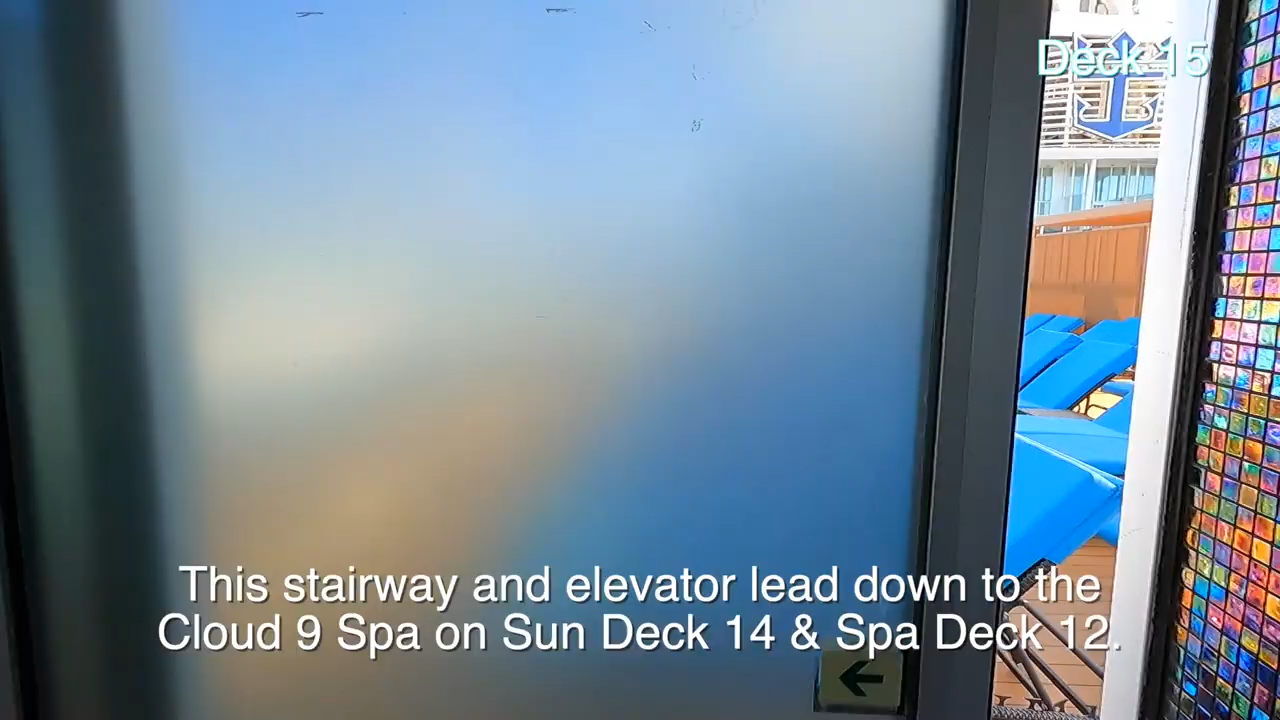 Deck 15
This stairway and elevator lead down to the
Cloud 9 Spa on Sun Deck 14 & Spa Deck 12.